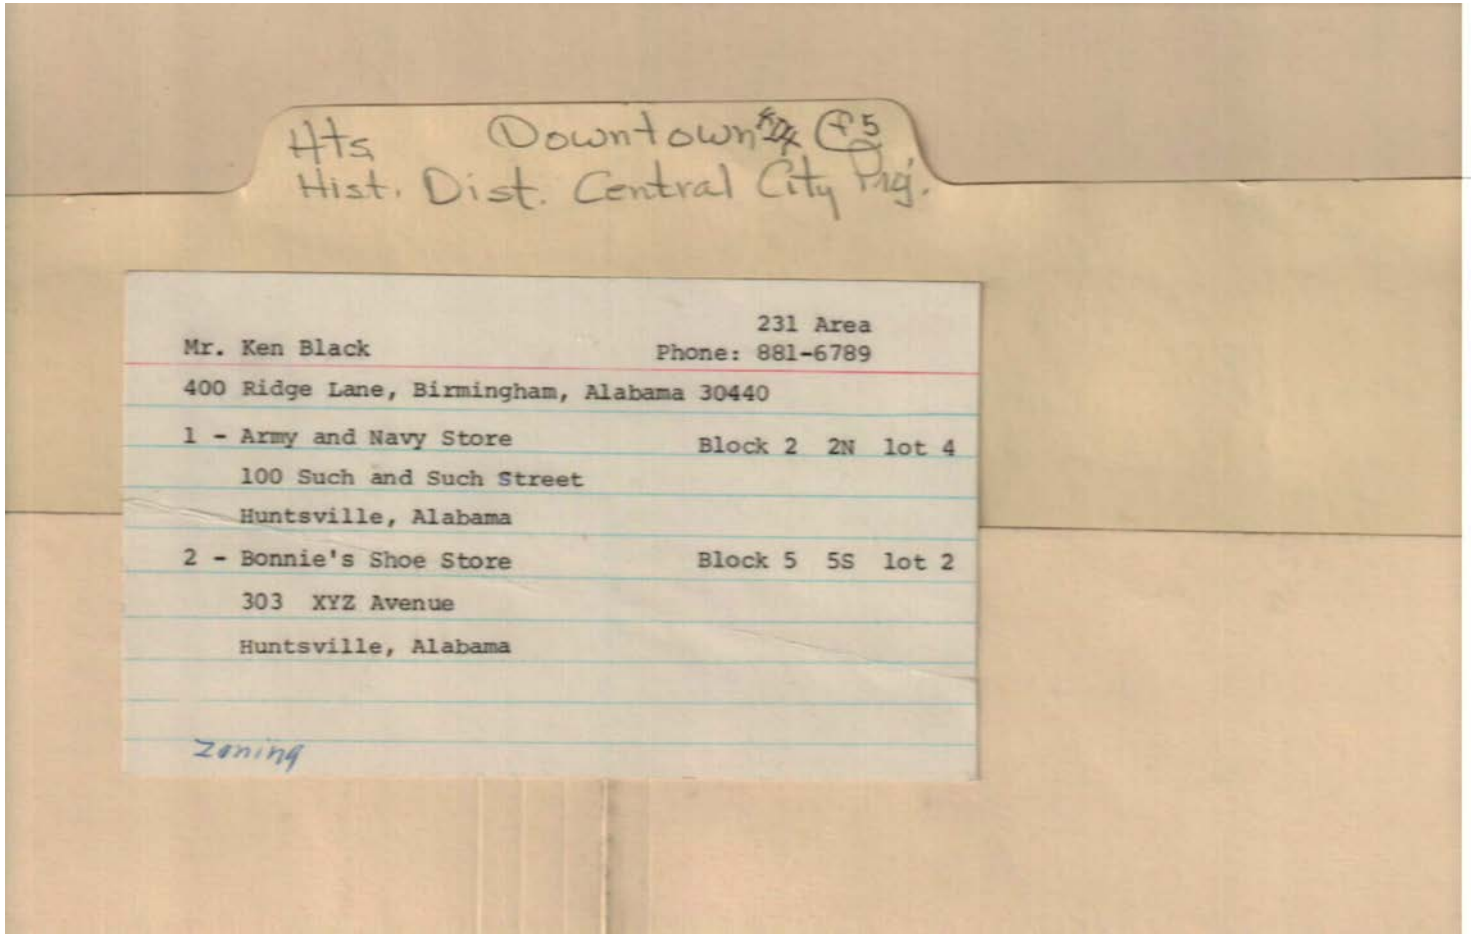 Hts Downtown 5
Hist. Dist. Central City Proj.
231 Area
Mr. Ken Black Phone: 881-6789
400 Ridge Lane, Birmingham, Alabama 30440
1 - Army and Navy Store Block 2 2N lot 4
100 Such and Such Street
Huntsville, Alabama
2 - Bonnie's Shoe Store Block 5 5S lot 2
303 XYZ Avenue
Huntsville, Alabama
Zoning